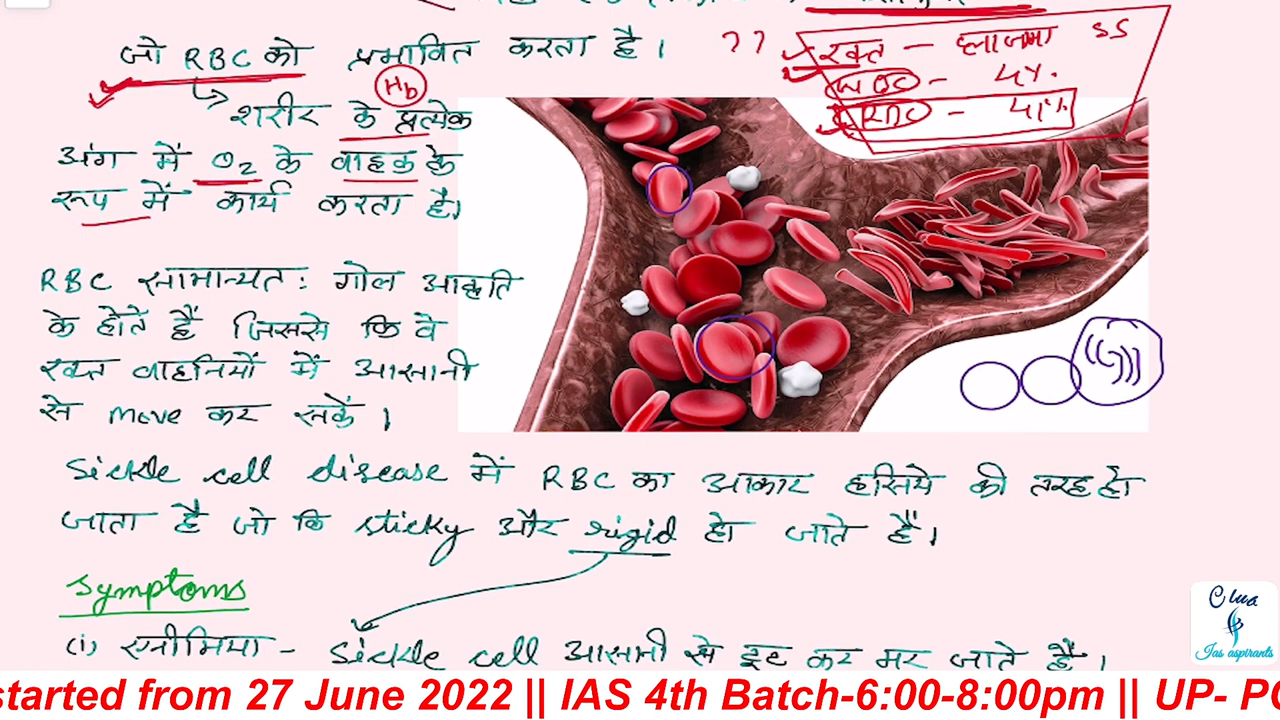 जो RBC को प्रभावित करता है। ??
रक्त - प्लाज्मा 55
WBC - 4%.
RBC - 41%
Hb
शरीर के प्रत्येक
अंग में O2 के वाहक के
रूप में कार्य करता है।
RBC सामान्यतः गोल आकृति
के होते हैं जिससे कि वे
रक्त वाहनियों में आसानी
से move कर सकें।
Sickle cell disease में RBC का आकार हसिये की तरह हो
जाता है जो कि sticky और rigid हो जाते हैं।
Symptoms
(i) एनीमिया - Sickle cell आसानी से टूट कर मर जाते हैं।
Ias aspirants
started from 27 June 2022 || IAS 4th Batch-6:00-8:00pm || UP- PC